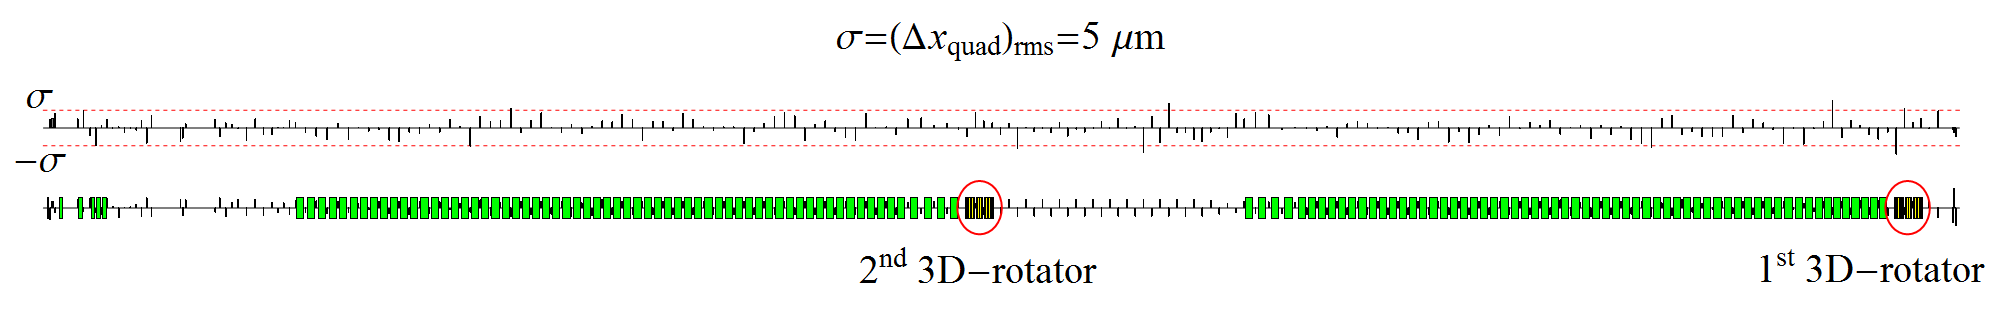 σ=(Δx_quad)_rms=5 μm
σ
−σ
2nd 3D−rotator
1st 3D−rotator